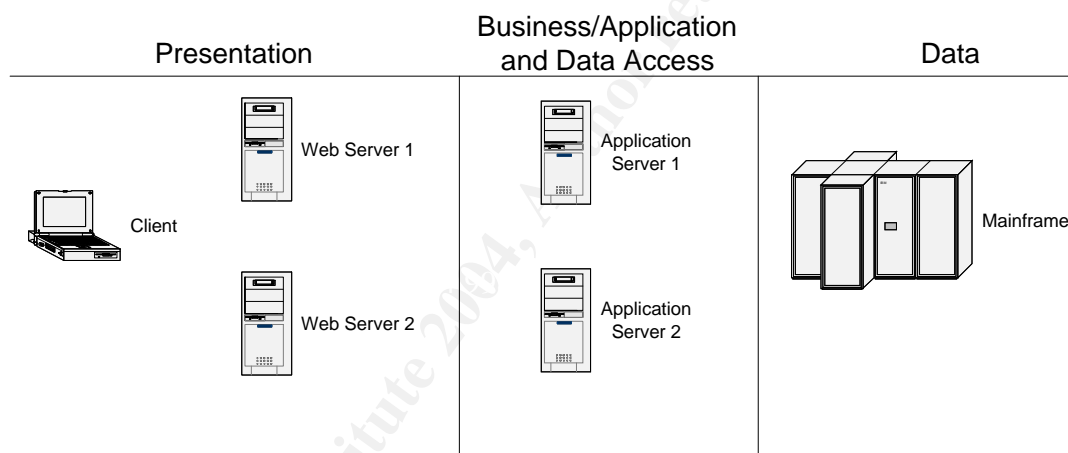 Presentation
Business/Application
and Data Access
Data
Web Server 1
Application
Server 1
Client
Mainframe
Web Server 2
Application
Server 2
2004,